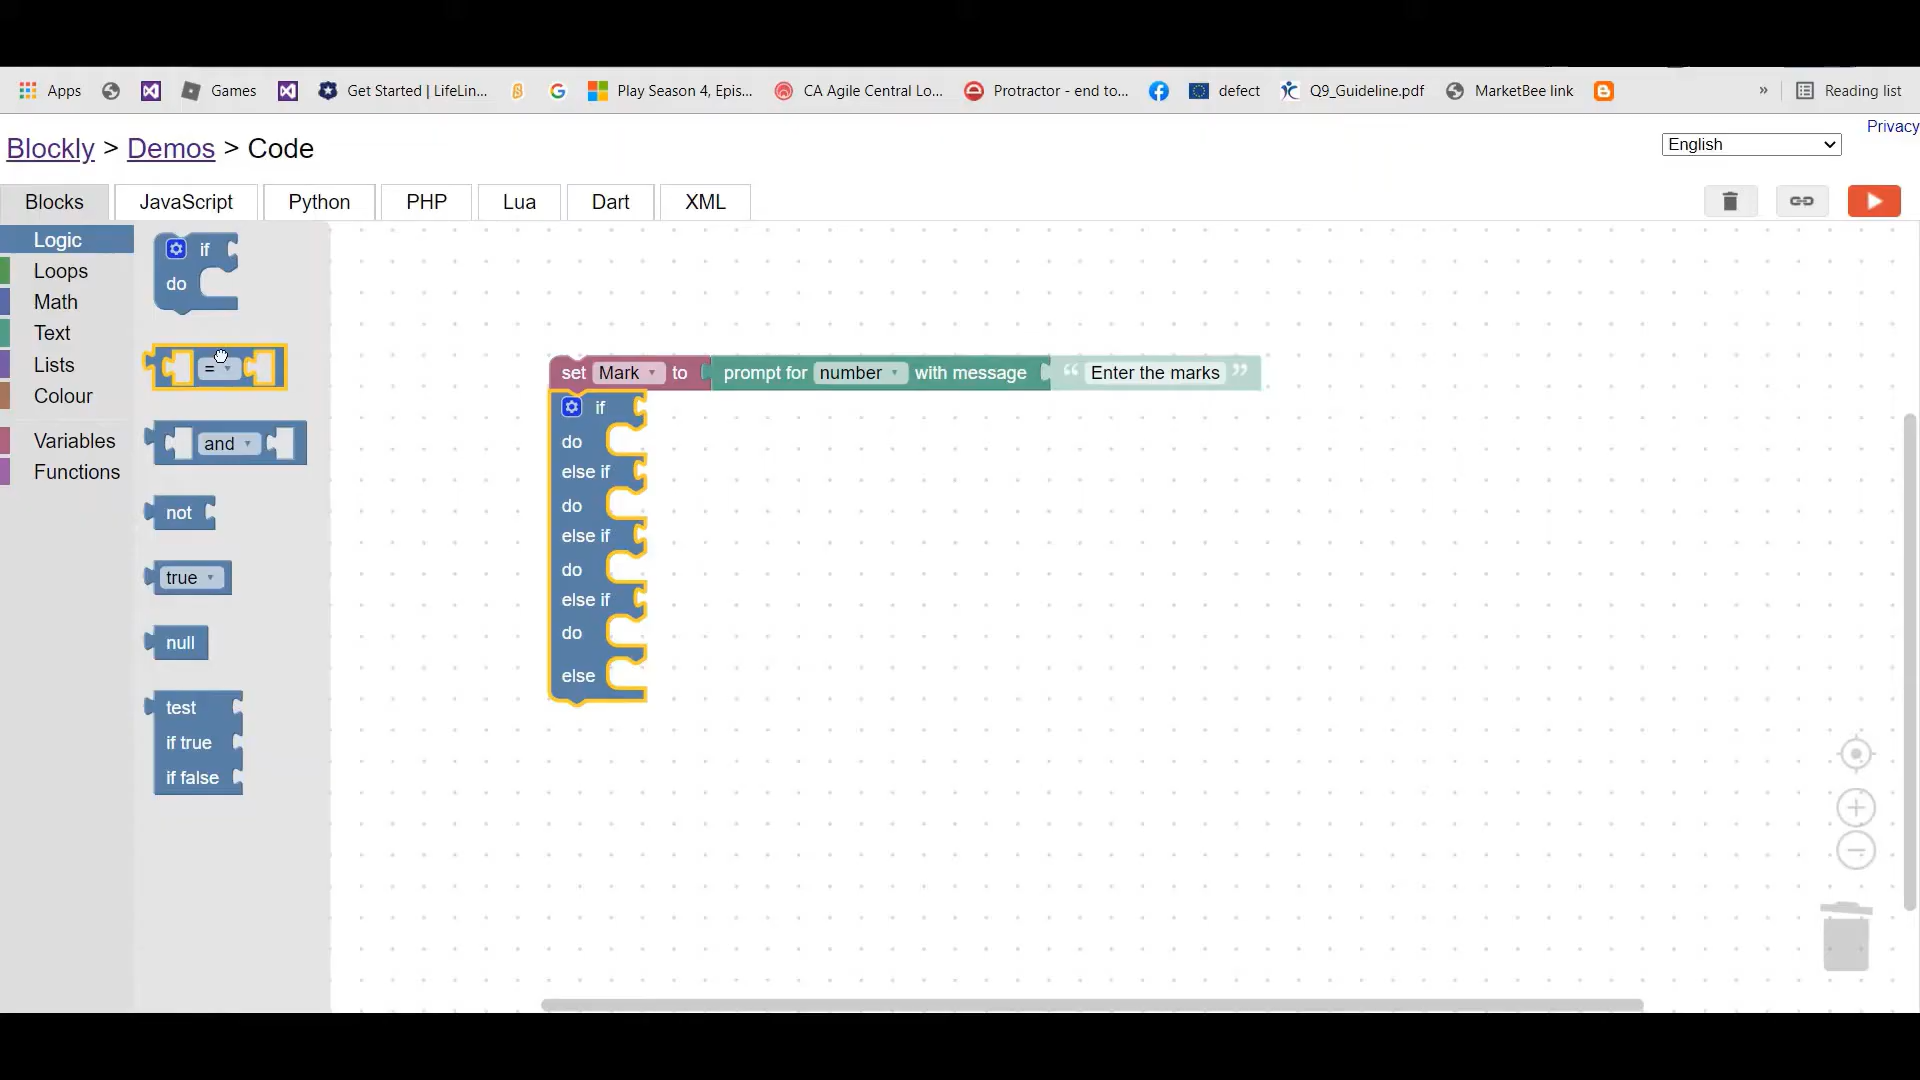 Apps Games Get Started | LifeLin... Play Season 4, Epis... CA Agile Central Lo... Protractor - end to... defect Q9_Guideline.pdf MarketBee link » Reading list
Privacy
Blockly > Demos > Code English
Blocks JavaScript Python PHP Lua Dart XML
Logic
Loops
Math
Text
Lists
Colour
Variables
Functions
if
do
=
and
not
true
null
test
if true
if false
set Mark to prompt for number with message “ Enter the marks ”
if
do
else if
do
else if
do
else if
do
else